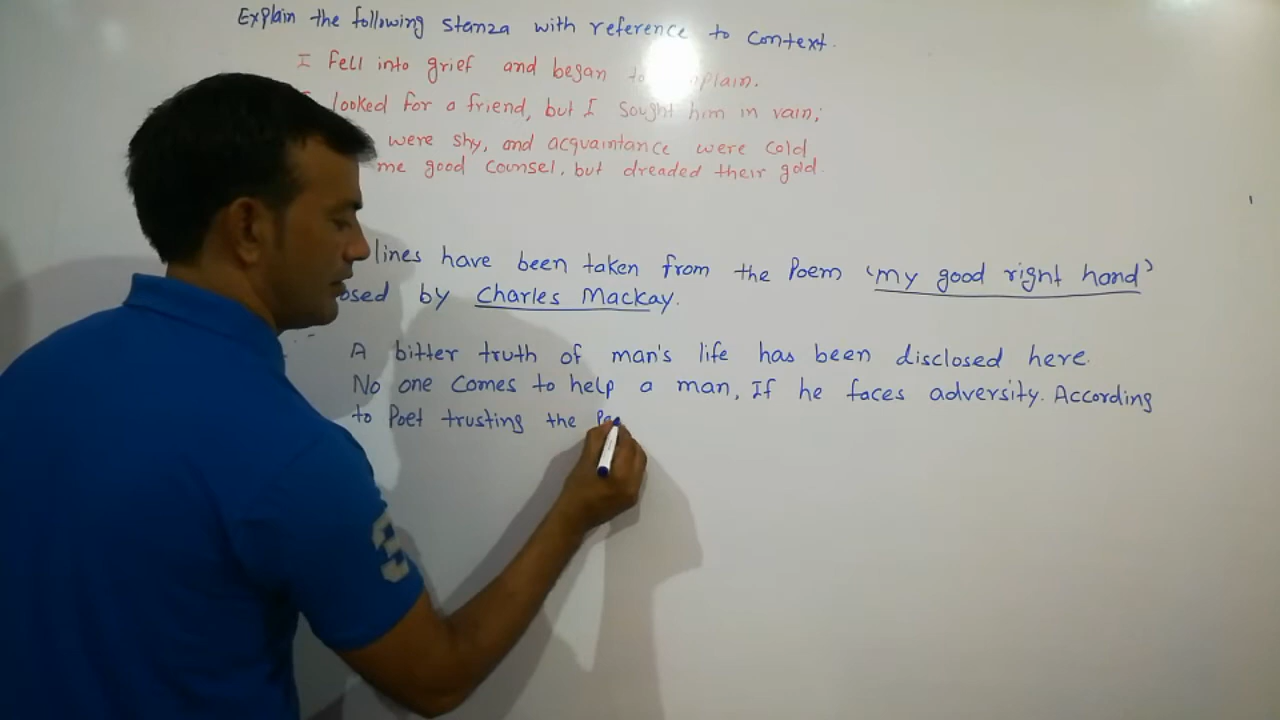 Explain the following stanza with reference to context.
I fell into grief and began to plain.
looked for a friend, but I sought him in vain;
were shy, and acquaintance were cold
me good counsel, but dreaded their gold.
lines have been taken from the Poem 'my good right hand'
osed by Charles Mackay.
A bitter truth of man's life has been disclosed here.
No one comes to help a man, If he faces adversity. According
to Poet trusting the
3